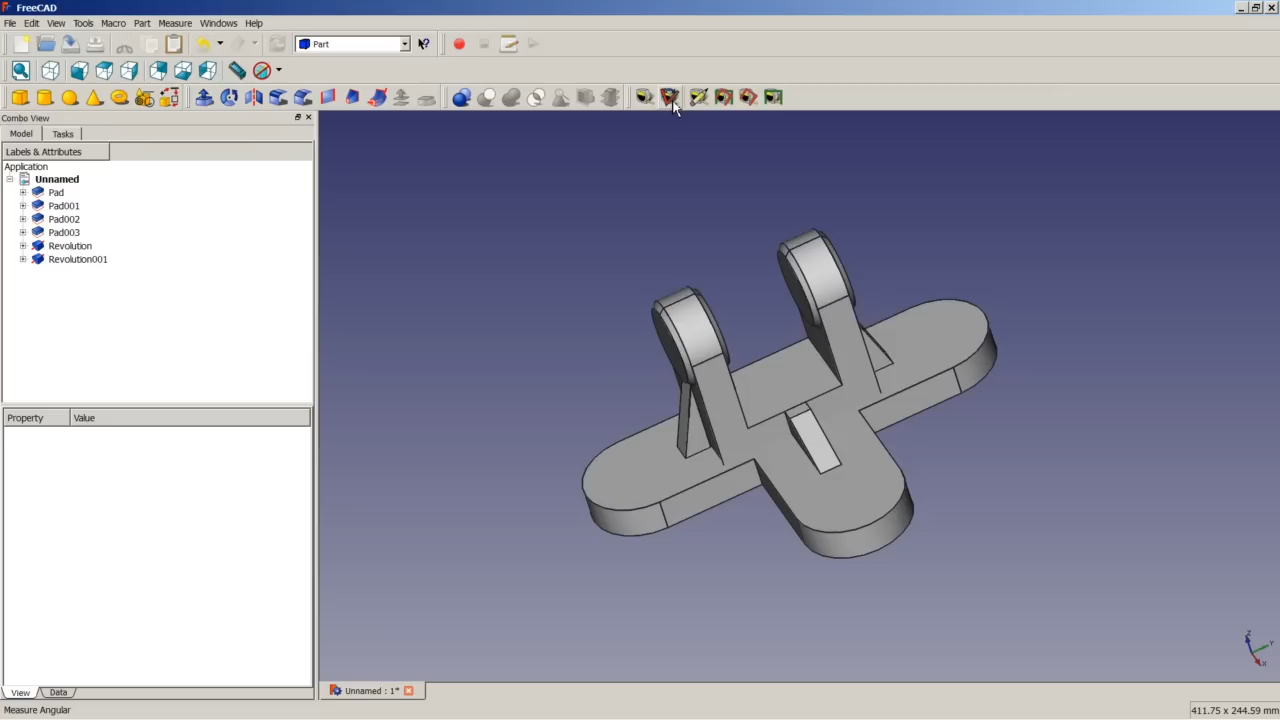 FreeCAD
File Edit View Tools Macro Part Measure Windows Help
Part
Combo View
Model Tasks
Labels & Attributes
Application
Unnamed
Pad
Pad001
Pad002
Pad003
Revolution
Revolution001
Property Value
Z
Y
X
View Data
Unnamed : 1*
Measure Angular
411.75 x 244.59 mm